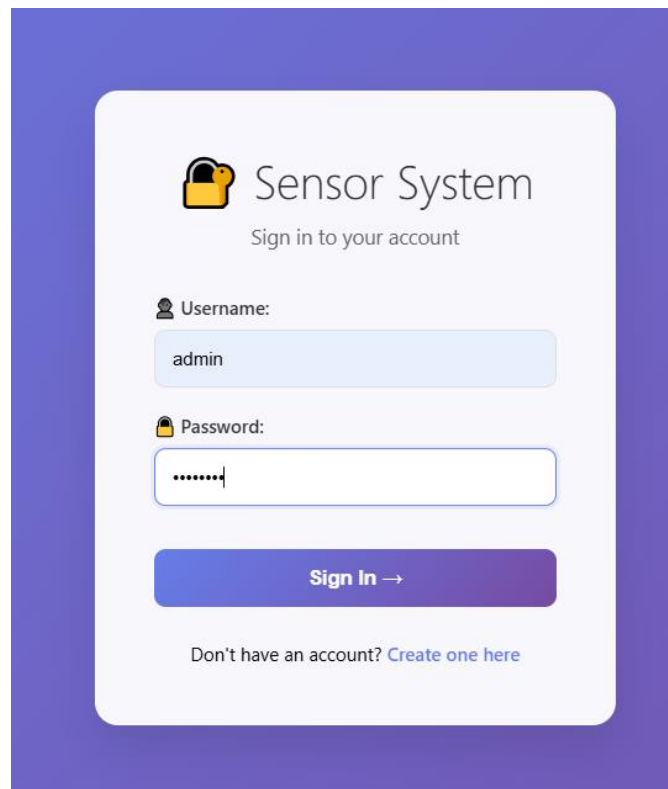 Sensor System
Sign in to your account
Username:
admin
Password:
••••••••
Sign In →
Don't have an account? Create one here